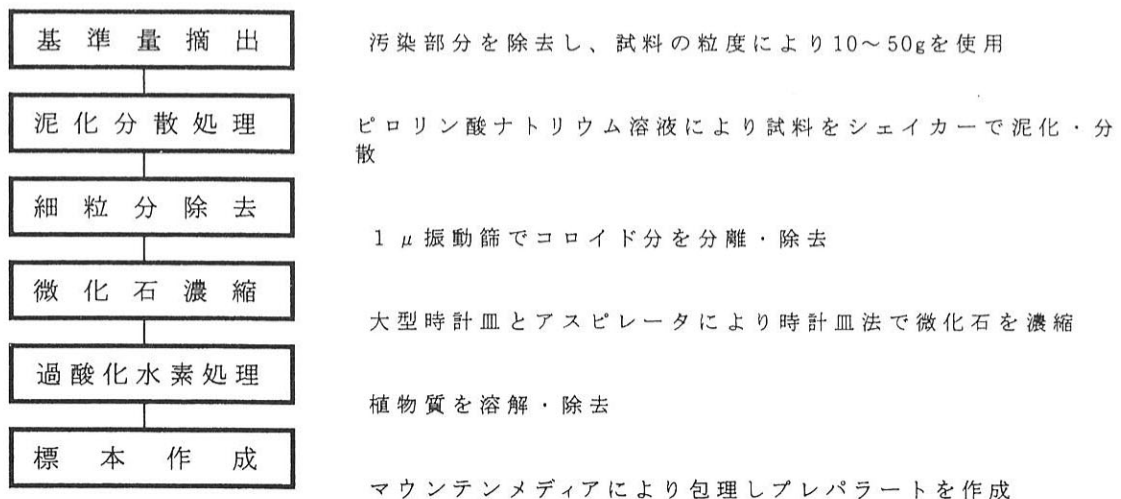 基準量摘出
汚染部分を除去し、試料の粒度により10～50gを使用
泥化分散処理
ピロリン酸ナトリウム溶液により試料をシェイカーで泥化・分
散
細粒分除去
1μ振動篩でコロイド分を分離・除去
微化石濃縮
大型時計皿とアスピレータにより時計皿法で微化石を濃縮
過酸化水素処理
植物質を溶解・除去
標本作成
マウンテンメディアにより包理しプレパラートを作成